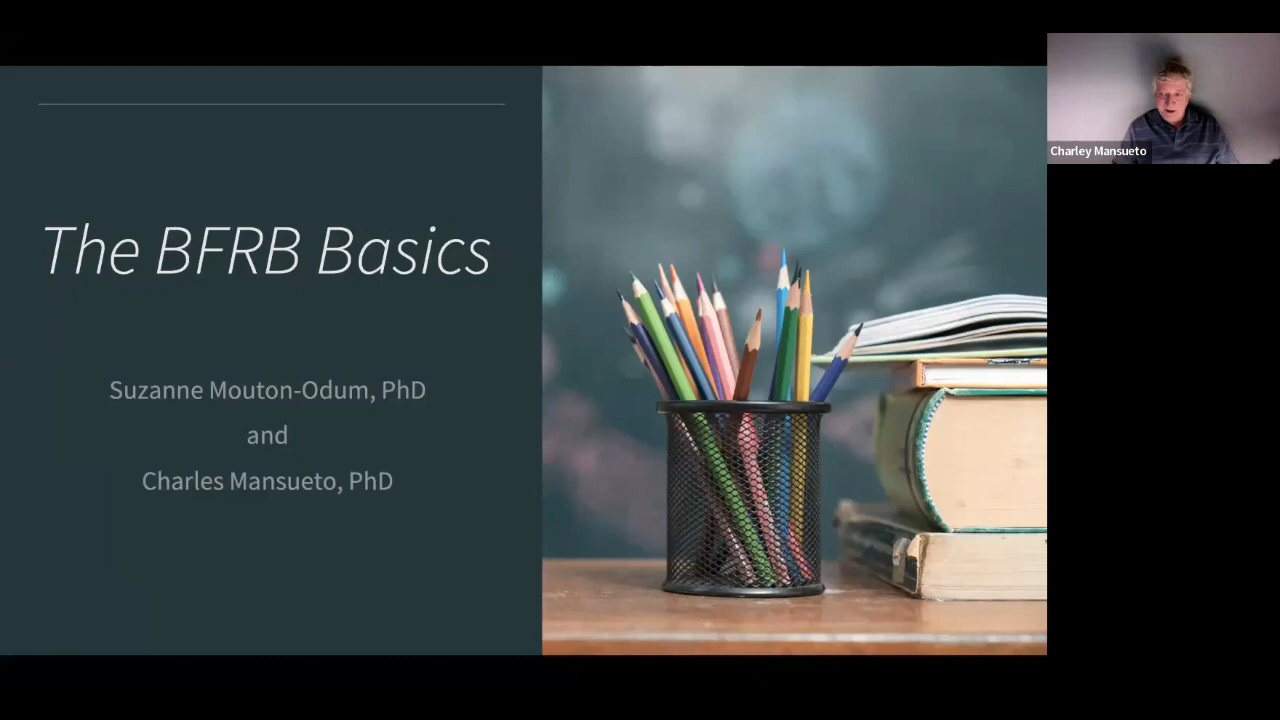 The BFRB Basics
Suzanne Mouton-Odum, PhD
and
Charles Mansueto, PhD
Charley Mansueto